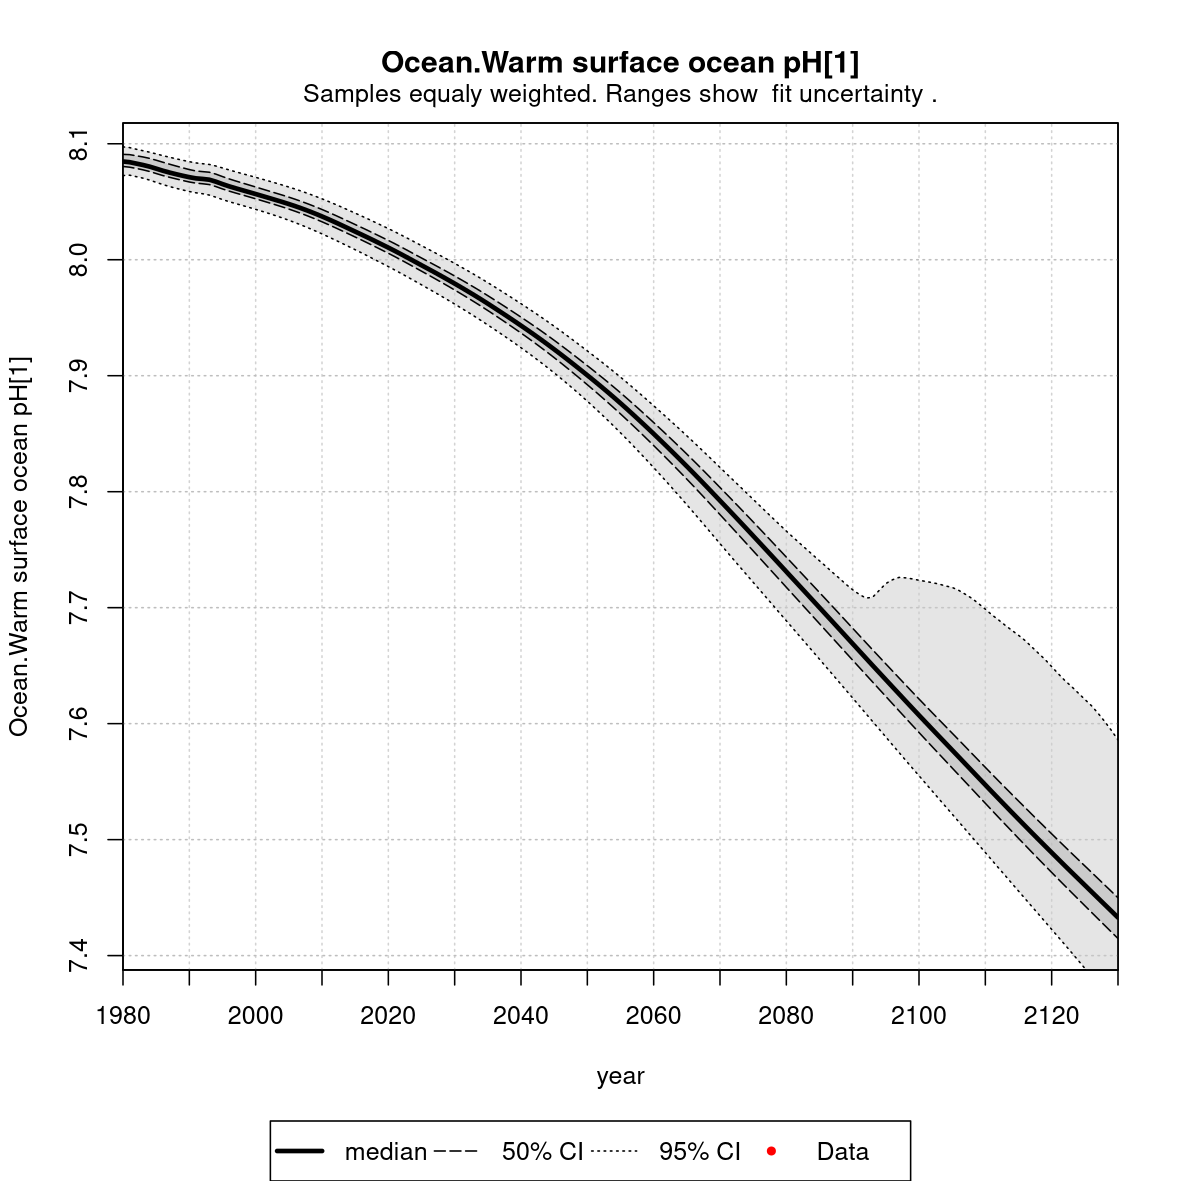 Ocean.Warm surface ocean pH[1]
Samples equaly weighted. Ranges show  fit uncertainty .
Ocean.Warm surface ocean pH[1]
8.1
8.0
7.9
7.8
7.7
7.6
7.5
7.4
1980 2000 2020 2040 2060 2080 2100 2120
year
median 50% CI 95% CI Data